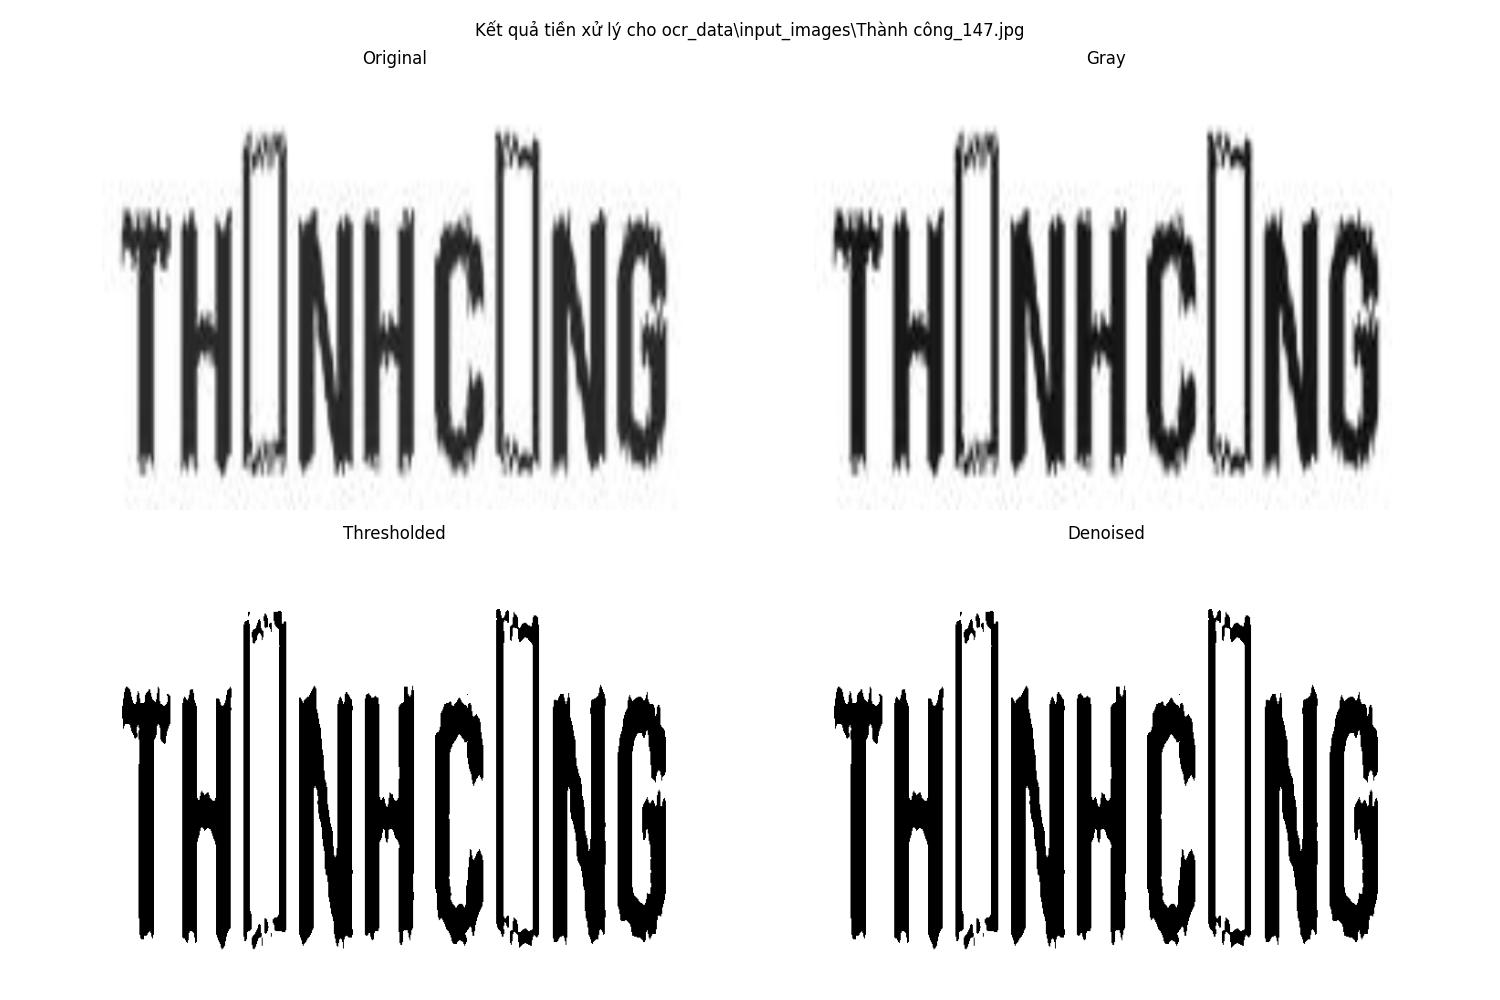 Kết quả tiền xử lý cho ocr_data\input_images\Thành công_147.jpg
Original
Gray
TH▯NH C▯NG
TH▯NH C▯NG
Thresholded
Denoised
TH▯NH C▯NG
TH▯NH C▯NG